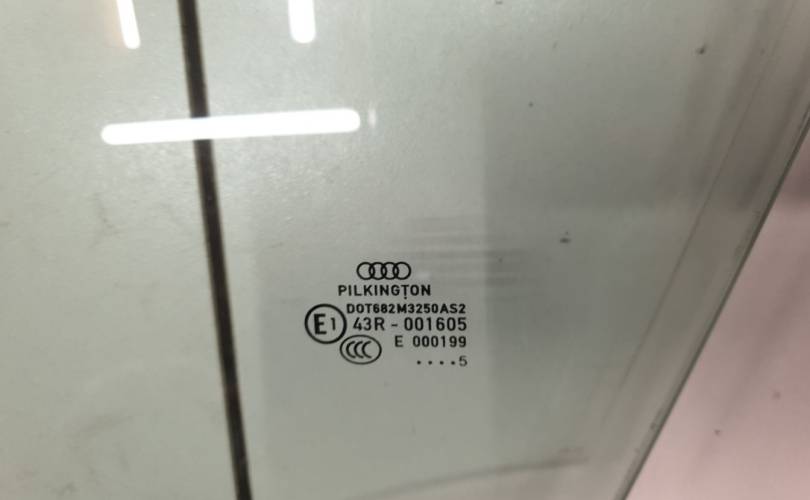 PILKINGTON
DOT682M3250AS2
E1 43R - 001605
CCC E 000199
....5